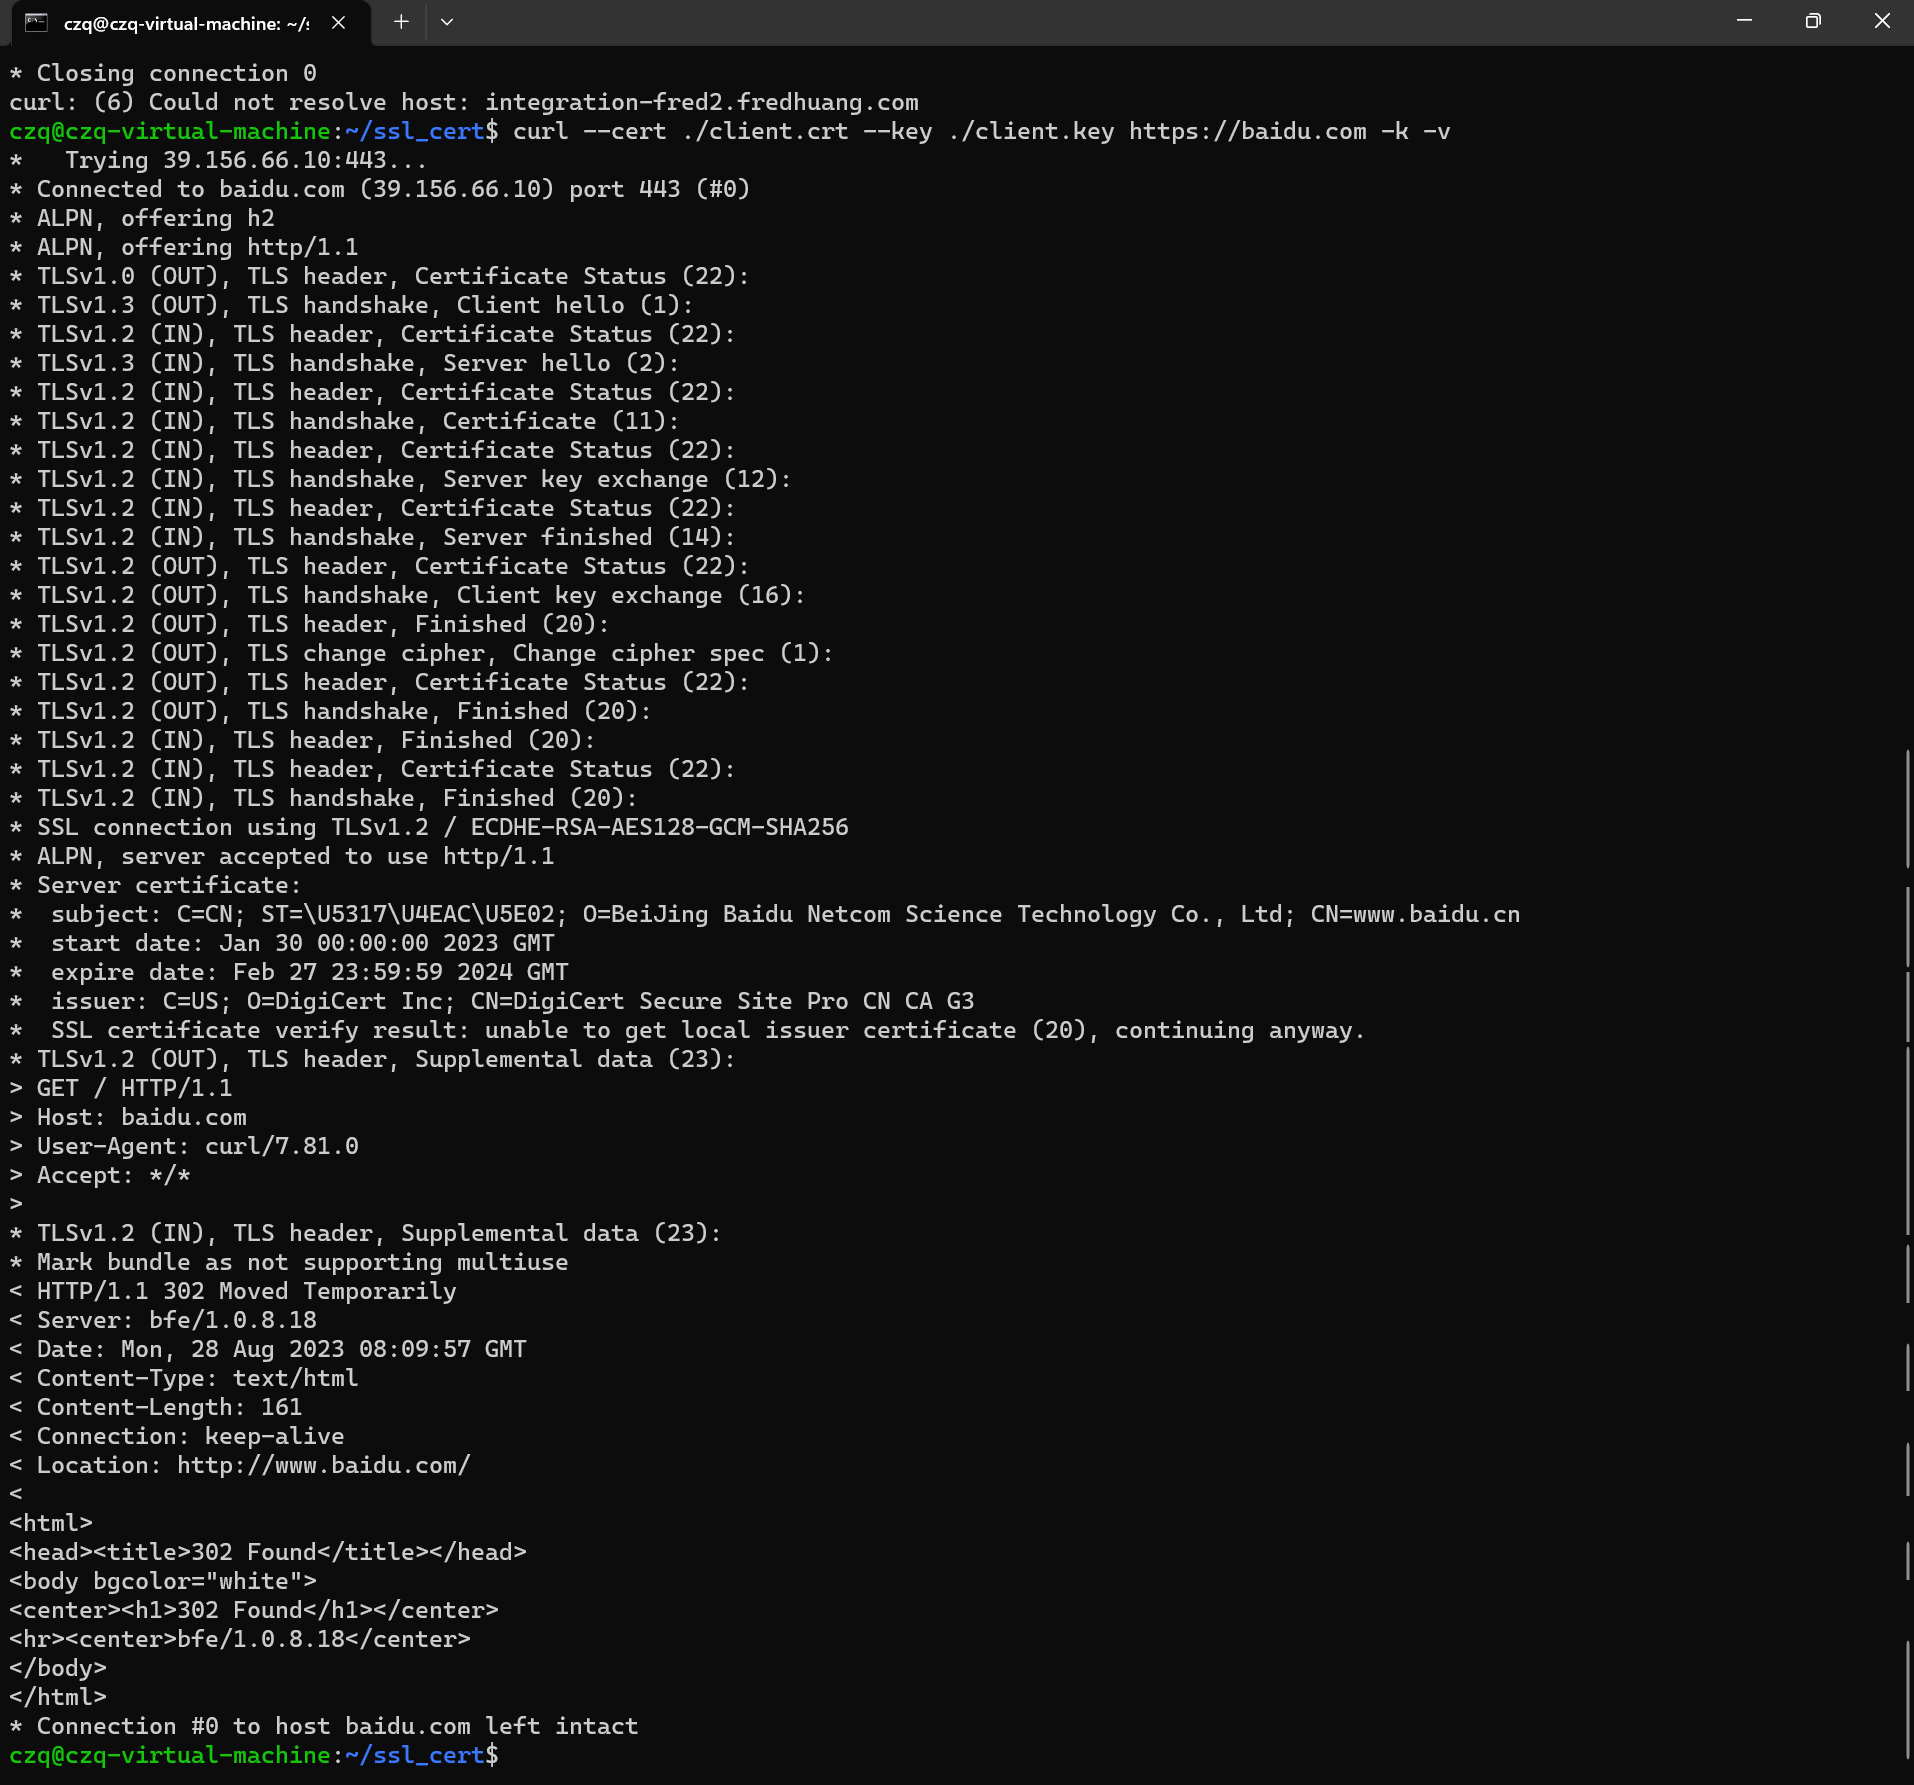 czq@czq-virtual-machine: ~/s
* Closing connection 0
curl: (6) Could not resolve host: integration-fred2.fredhuang.com
czq@czq-virtual-machine:~/ssl_cert$ curl --cert ./client.crt --key ./client.key https://baidu.com -k -v
*   Trying 39.156.66.10:443...
* Connected to baidu.com (39.156.66.10) port 443 (#0)
* ALPN, offering h2
* ALPN, offering http/1.1
* TLSv1.0 (OUT), TLS header, Certificate Status (22):
* TLSv1.3 (OUT), TLS handshake, Client hello (1):
* TLSv1.2 (IN), TLS header, Certificate Status (22):
* TLSv1.3 (IN), TLS handshake, Server hello (2):
* TLSv1.2 (IN), TLS header, Certificate Status (22):
* TLSv1.2 (IN), TLS handshake, Certificate (11):
* TLSv1.2 (IN), TLS header, Certificate Status (22):
* TLSv1.2 (IN), TLS handshake, Server key exchange (12):
* TLSv1.2 (IN), TLS header, Certificate Status (22):
* TLSv1.2 (IN), TLS handshake, Server finished (14):
* TLSv1.2 (OUT), TLS header, Certificate Status (22):
* TLSv1.2 (OUT), TLS handshake, Client key exchange (16):
* TLSv1.2 (OUT), TLS header, Finished (20):
* TLSv1.2 (OUT), TLS change cipher, Change cipher spec (1):
* TLSv1.2 (OUT), TLS header, Certificate Status (22):
* TLSv1.2 (OUT), TLS handshake, Finished (20):
* TLSv1.2 (IN), TLS header, Finished (20):
* TLSv1.2 (IN), TLS header, Certificate Status (22):
* TLSv1.2 (IN), TLS handshake, Finished (20):
* SSL connection using TLSv1.2 / ECDHE-RSA-AES128-GCM-SHA256
* ALPN, server accepted to use http/1.1
* Server certificate:
*  subject: C=CN; ST=\U5317\U4EAC\U5E02; O=BeiJing Baidu Netcom Science Technology Co., Ltd; CN=www.baidu.cn
*  start date: Jan 30 00:00:00 2023 GMT
*  expire date: Feb 27 23:59:59 2024 GMT
*  issuer: C=US; O=DigiCert Inc; CN=DigiCert Secure Site Pro CN CA G3
*  SSL certificate verify result: unable to get local issuer certificate (20), continuing anyway.
* TLSv1.2 (OUT), TLS header, Supplemental data (23):
> GET / HTTP/1.1
> Host: baidu.com
> User-Agent: curl/7.81.0
> Accept: */*
>
* TLSv1.2 (IN), TLS header, Supplemental data (23):
* Mark bundle as not supporting multiuse
< HTTP/1.1 302 Moved Temporarily
< Server: bfe/1.0.8.18
< Date: Mon, 28 Aug 2023 08:09:57 GMT
< Content-Type: text/html
< Content-Length: 161
< Connection: keep-alive
< Location: http://www.baidu.com/
<
<html>
<head><title>302 Found</title></head>
<body bgcolor="white">
<center><h1>302 Found</h1></center>
<hr><center>bfe/1.0.8.18</center>
</body>
</html>
* Connection #0 to host baidu.com left intact
czq@czq-virtual-machine:~/ssl_cert$